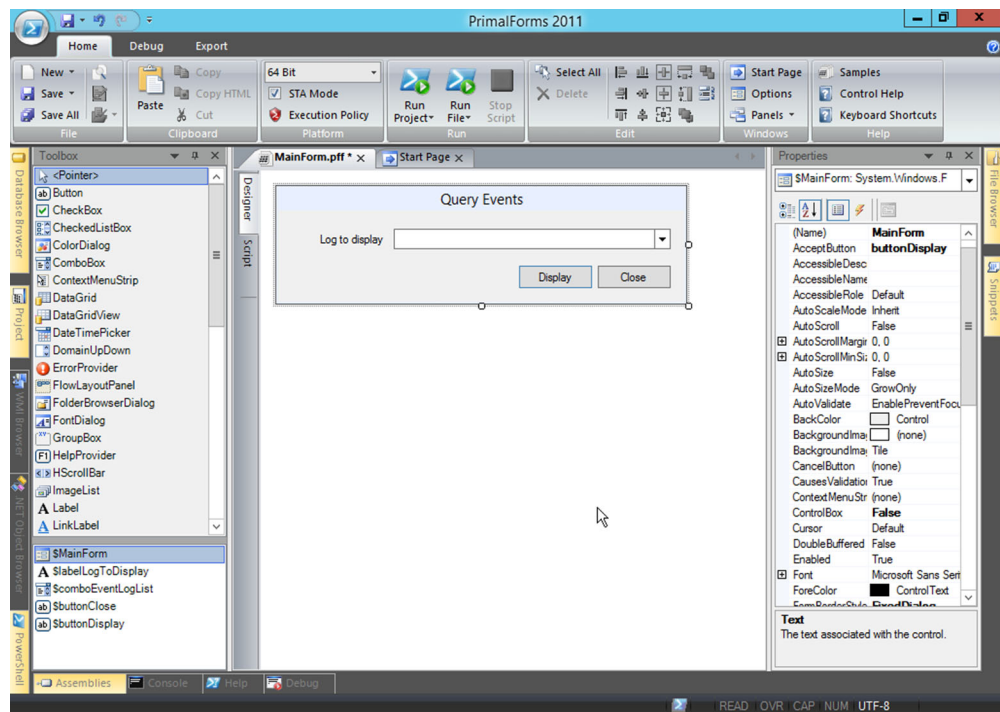 PrimalForms 2011
Home Debug Export
New Copy 64 Bit Select All Start Page Samples
Save Copy HTML STA Mode Delete Options Control Help
Save All Paste Cut Execution Policy Run Project Run File Stop Script Panels Keyboard Shortcuts
File Clipboard Platform Run Edit Windows Help
Toolbox
<Pointer>
Button
CheckBox
CheckedListBox
ColorDialog
ComboBox
ContextMenuStrip
DataGrid
DataGridView
DateTimePicker
DomainUpDown
ErrorProvider
FlowLayoutPanel
FolderBrowserDialog
FontDialog
GroupBox
HelpProvider
HScrollBar
ImageList
Label
LinkLabel
$MainForm
$labelLogToDisplay
$comboEventLogList
$buttonClose
$buttonDisplay
Database Browser
Project
WMI Browser
.NET Object Browser
PowerShell
MainForm.pff * Start Page
Designer
Script
Query Events
Log to display
Display Close
Properties
$MainForm: System.Windows.F
(Name) MainForm
AcceptButton buttonDisplay
AccessibleDesc
AccessibleName
AccessibleRole Default
AutoScaleMode Inherit
AutoScroll False
AutoScrollMargin 0, 0
AutoScrollMinSi: 0, 0
AutoSize False
AutoSizeMode GrowOnly
AutoValidate EnablePreventFocu
BackColor Control
BackgroundIma (none)
BackgroundIma Tile
CancelButton (none)
CausesValidation True
ContextMenuStr (none)
ControlBox False
Cursor Default
DoubleBuffered False
Enabled True
Font Microsoft Sans Seri
ForeColor ControlText
FormBorderStyle FixedDialog
Text
The text associated with the control.
File Browser
Snippets
Assemblies Console Help Debug
READ OVR CAP NUM UTF-8